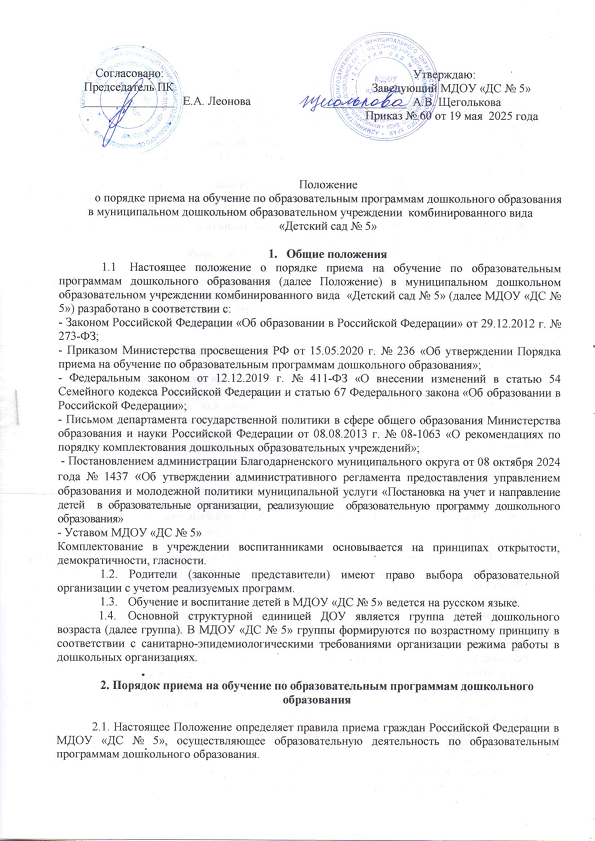 Согласовано:
Председатель ПК
Е.А. Леонова
Утверждаю:
Заведующий МДОУ «ДС № 5»
Щеголькова А.В. Щеголькова
Приказ № 60 от 19 мая 2025 года
МДОУ
Положение
о порядке приема на обучение по образовательным программам дошкольного образования
в муниципальном дошкольном образовательном учреждении комбинированного вида
«Детский сад № 5»
1. Общие положения
1.1 Настоящее положение о порядке приема на обучение по образовательным
программам дошкольного образования (далее Положение) в муниципальном дошкольном
образовательном учреждении комбинированного вида «Детский сад № 5» (далее МДОУ «ДС №
5») разработано в соответствии с:
- Законом Российской Федерации «Об образовании в Российской Федерации» от 29.12.2012 г. №
273-ФЗ;
- Приказом Министерства просвещения РФ от 15.05.2020 г. № 236 «Об утверждении Порядка
приема на обучение по образовательным программам дошкольного образования»;
- Федеральным законом от 12.12.2019 г. № 411-ФЗ «О внесении изменений в статью 54
Семейного кодекса Российской Федерации и статью 67 Федерального закона «Об образовании в
Российской Федерации»;
- Письмом департамента государственной политики в сфере общего образования Министерства
образования и науки Российской Федерации от 08.08.2013 г. № 08-1063 «О рекомендациях по
порядку комплектования дошкольных образовательных учреждений»;
- Постановлением администрации Благодарненского муниципального округа от 08 октября 2024
года № 1437 «Об утверждении административного регламента предоставления управлением
образования и молодежной политики муниципальной услуги «Постановка на учет и направление
детей в образовательные организации, реализующие образовательную программу дошкольного
образования»
- Уставом МДОУ «ДС № 5»
Комплектование в учреждении воспитанниками основывается на принципах открытости,
демократичности, гласности.
1.2. Родители (законные представители) имеют право выбора образовательной
организации с учетом реализуемых программ.
1.3. Обучение и воспитание детей в МДОУ «ДС № 5» ведется на русском языке.
1.4. Основной структурной единицей ДОУ является группа детей дошкольного
возраста (далее группа). В МДОУ «ДС № 5» группы формируются по возрастному принципу в
соответствии с санитарно-эпидемиологическими требованиями организации режима работы в
дошкольных организациях.
2. Порядок приема на обучение по образовательным программам дошкольного
образования
2.1. Настоящее Положение определяет правила приема граждан Российской Федерации в
МДОУ «ДС № 5», осуществляющее образовательную деятельность по образовательным
программам дошкольного образования.